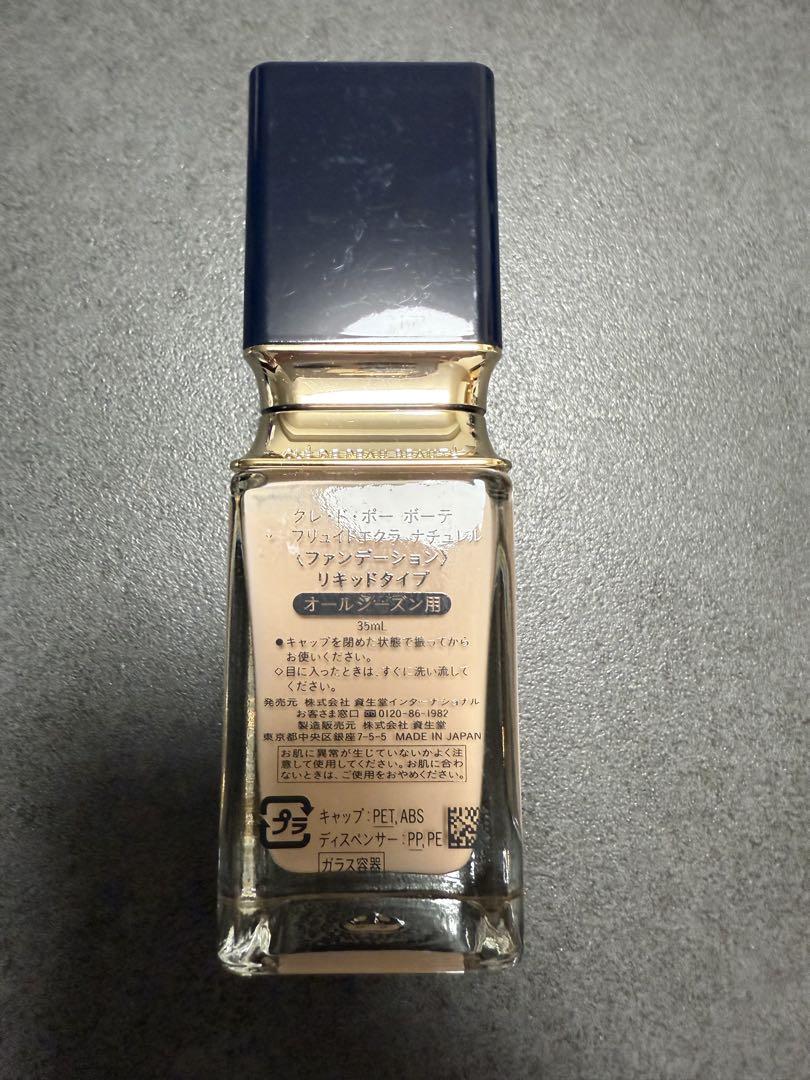 クレ・ド・ポー ボーテ
フリュイドエクラ ナチュレル
〈ファンデーション〉
リキッドタイプ
オールシーズン用
35mL
●キャップを閉めた状態で振ってから
お使いください。
◇目に入ったときは、すぐに洗い流して
ください。
発売元 株式会社 資生堂インターナショナル
お客さま窓口 ☎0120-86-1982
製造販売元 株式会社 資生堂
東京都中央区銀座7-5-5 MADE IN JAPAN
お肌に異常が生じていないかよく注
意して使用してください。お肌に合わ
ないときは、ご使用をおやめください。
プラ
キャップ:PET, ABS
ディスペンサー:PP, PE
ガラス容器